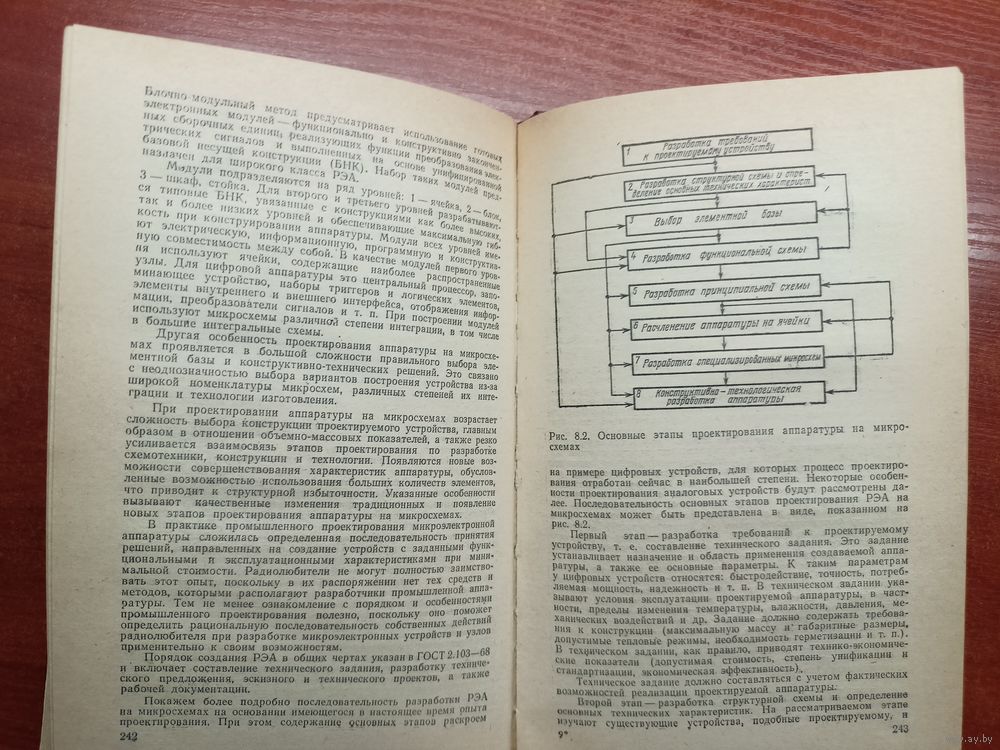 Блочно-модульный метод предусматривает использование готовых
электронных модулей — функционально и конструктивно закончен-
ных сборочных единиц, реализующих функции преобразования элек-
трических сигналов и выполненных на основе унифицированной
базовой несущей конструкции (БНК). Набор таких модулей пред-
назначен для широкого класса РЭА.
Модули подразделяются на ряд уровней: 1 — ячейка, 2 — блок,
3 — шкаф, стойка. Для второго и третьего уровней разрабатывают-
ся типовые БНК, увязанные с конструкциями как более высоких,
так и более низких уровней и обеспечивающие максимальную гиб-
кость при конструировании аппаратуры. Модули всех уровней име-
ют электрическую, информационную, программную и конструктив-
ную совместимость между собой. В качестве модулей первого уров-
ня используют ячейки, содержащие наиболее распространенные
узлы. Для цифровой аппаратуры это центральный процессор, запо-
минающее устройство, наборы триггеров и логических элементов,
элементы внутреннего и внешнего интерфейса, отображения инфор-
мации, преобразователи сигналов и т. п. При построении модулей
используют микросхемы различной степени интеграции, в том числе
и большие интегральные схемы.
Другая особенность проектирования аппаратуры на микросхе-
мах проявляется в большой сложности правильного выбора эле-
ментной базы и конструктивно-технических решений. Это связано
с неоднозначностью выбора вариантов построения устройства из-за
широкой номенклатуры микросхем, различных степеней их инте-
грации и технологии изготовления.
При проектировании аппаратуры на микросхемах возрастает
сложность выбора конструкции проектируемого устройства, главным
образом в отношении объемно-массовых показателей, а также резко
усиливается взаимосвязь этапов проектирования по разработке
схемотехники, конструкции и технологии. Появляются новые воз-
можности совершенствования характеристик аппаратуры, обуслов-
ленные возможностью использования больших количеств элементов,
что приводит к структурной избыточности. Указанные особенности
вызывают качественные изменения традиционных и появление
новых этапов проектирования аппаратуры на микросхемах.
В практике промышленного проектирования микроэлектронной
аппаратуры сложилась определенная последовательность принятия
решений, направленных на создание устройств с заданными функ-
циональными и эксплуатационными характеристиками при мини-
мальной стоимости. Радиолюбители не могут полностью заимство-
вать этот опыт, поскольку в их распоряжении нет тех средств и
методов, которыми располагают разработчики промышленной аппа-
ратуры. Тем не менее ознакомление с порядком и особенностями
промышленного проектирования полезно, поскольку оно поможет
определить рациональную последовательность собственных действий
радиолюбителя при разработке микроэлектронных устройств и узлов
применительно к своим возможностям.
Порядок создания РЭА в общих чертах указан в ГОСТ 2.103—68
и включает составление технического задания, разработку техниче-
ского предложения, эскизного и технического проектов, а также
рабочей документации.
Покажем более подробно последовательность разработки РЭА
на микросхемах на основании имеющегося в настоящее время опыта
проектирования. При этом содержание основных этапов раскроем
242
1 Разработка требований
к проектируемому устройству
2 Разработка структурной схемы и опре-
деление основных технических характерист.
3 Выбор элементной базы
4 Разработка функциональной схемы
5 Разработка принципиальной схемы
6 Расчленение аппаратуры на ячейки
7 Разработка специализированных микросхем
8 Конструктивно-технологическая
разработка аппаратуры
Рис. 8.2. Основные этапы проектирования аппаратуры на микро-
схемах
на примере цифровых устройств, для которых процесс проектиро-
вания отработан сейчас в наибольшей степени. Некоторые особен-
ности проектирования аналоговых устройств будут рассмотрены да-
лее. Последовательность основных этапов проектирования РЭА на
микросхемах может быть представлена в виде, показанном на
рис. 8.2.
Первый этап — разработка требований к проектируемому
устройству, т. е. составление технического задания. Это задание
устанавливает назначение и область применения создаваемой аппа-
ратуры, а также ее основные параметры. К таким параметрам
у цифровых устройств относятся: быстродействие, точность, потреб-
ляемая мощность, надежность и т. п. В техническом задании ука-
зывают условия эксплуатации проектируемой аппаратуры, в част-
ности, пределы изменения температуры, влажности, давления, ме-
ханических воздействий и др. Задание должно содержать требова-
ния к конструкции (максимальную массу и габаритные размеры,
допустимые тепловые режимы, необходимость герметизации и т. п.).
В техническом задании, как правило, приводят технико-экономиче-
ские показатели (допустимая стоимость, степень унификации и
стандартизации, экономическая эффективность).
Техническое задание должно составляться с учетом фактических
возможностей реализации проектируемой аппаратуры.
Второй этап — разработка структурной схемы и определение
основных технических характеристик. На рассматриваемом этапе
изучают существующие устройства, подобные проектируемому, и
9*
243
www.ay.by